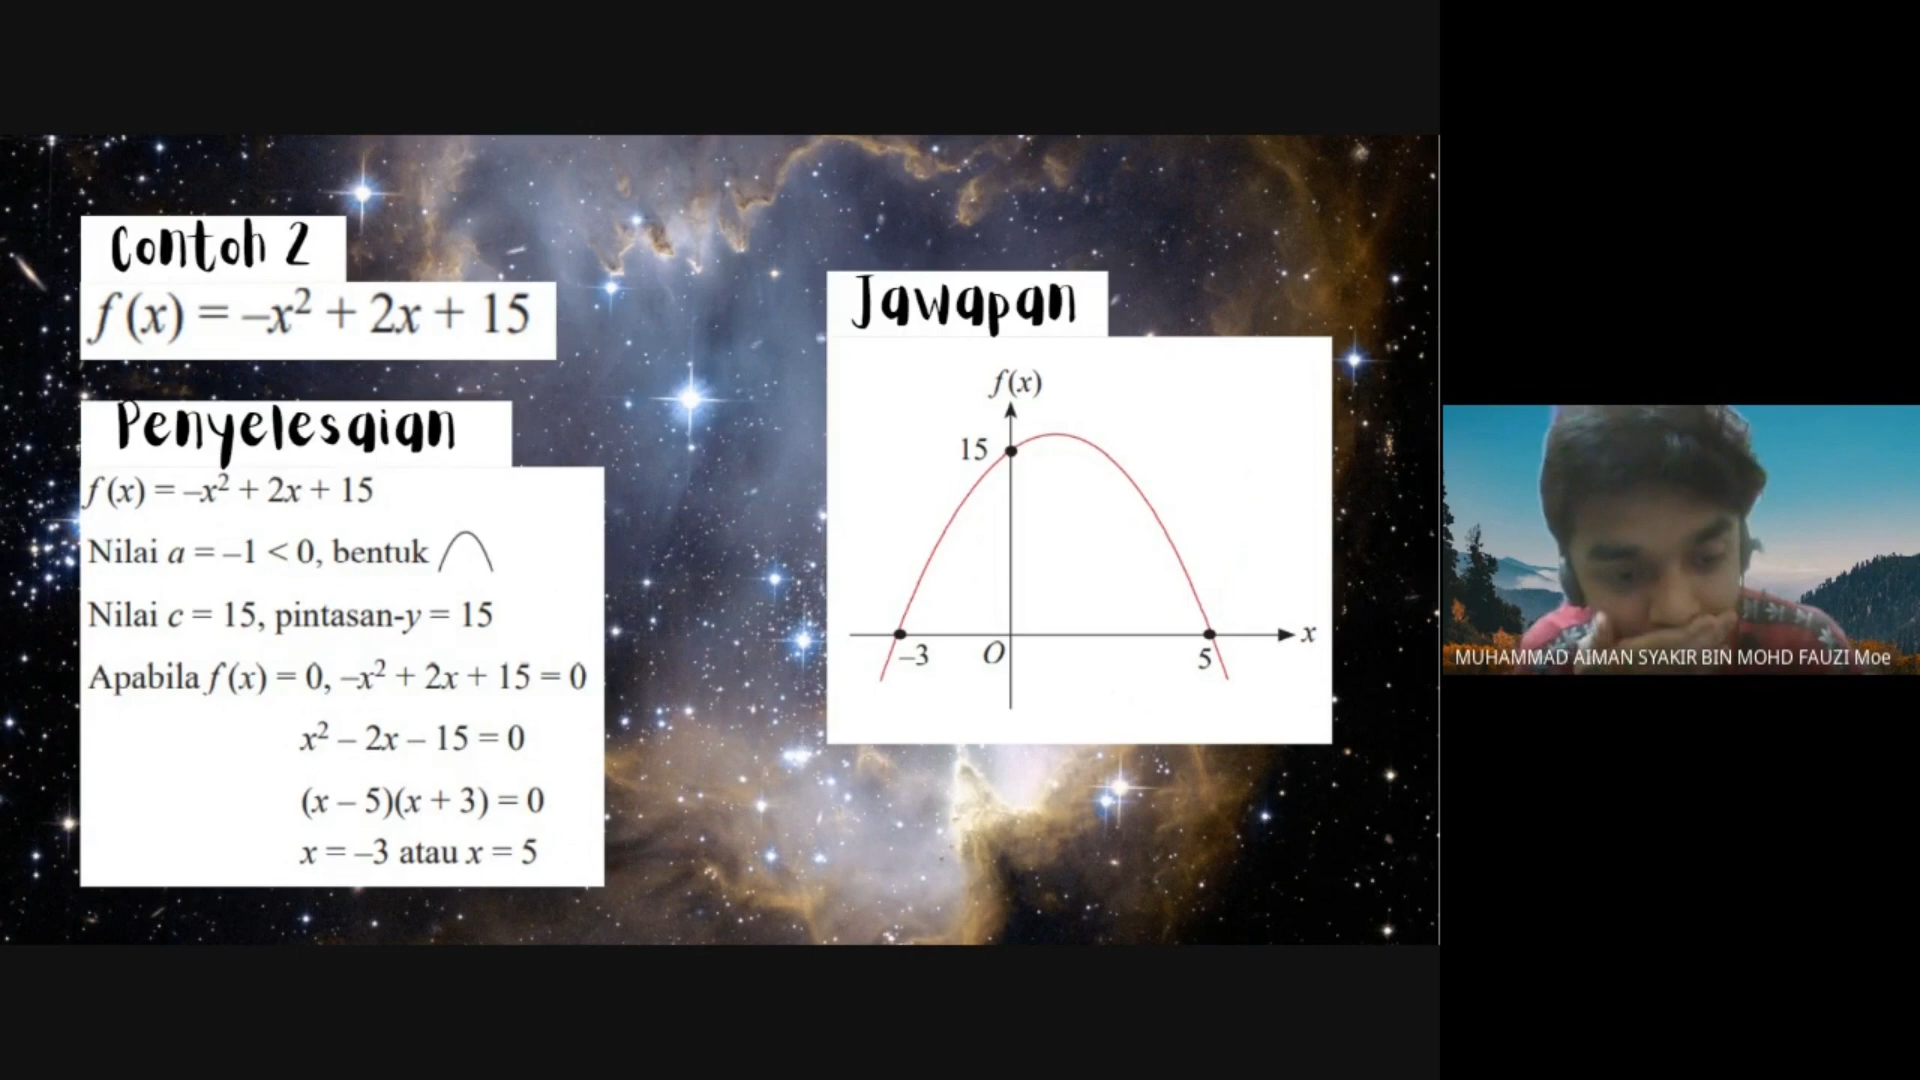 Contoh 2
f(x) = –x² + 2x + 15
Penyelesaian
f(x) = –x² + 2x + 15
Nilai a = –1 < 0, bentuk
Nilai c = 15, pintasan-y = 15
Apabila f(x) = 0, –x² + 2x + 15 = 0
x² – 2x – 15 = 0
(x – 5)(x + 3) = 0
x = –3 atau x = 5
Jawapan
f(x)
15
–3
O
5
x
MUHAMMAD AIMAN SYAKIR BIN MOHD FAUZI Moe